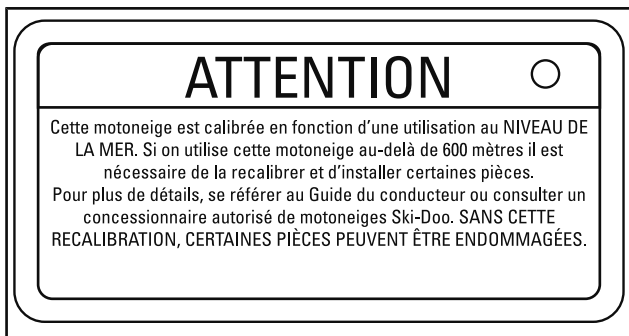 ATTENTION
Cette motoneige est calibrée en fonction d'une utilisation au NIVEAU DE
LA MER. Si on utilise cette motoneige au-delà de 600 mètres il est
nécessaire de la recalibrer et d'installer certaines pièces.
Pour plus de détails, se référer au Guide du conducteur ou consulter un
concessionnaire autorisé de motoneiges Ski-Doo. SANS CETTE
RECALIBRATION, CERTAINES PIÈCES PEUVENT ÊTRE ENDOMMAGÉES.